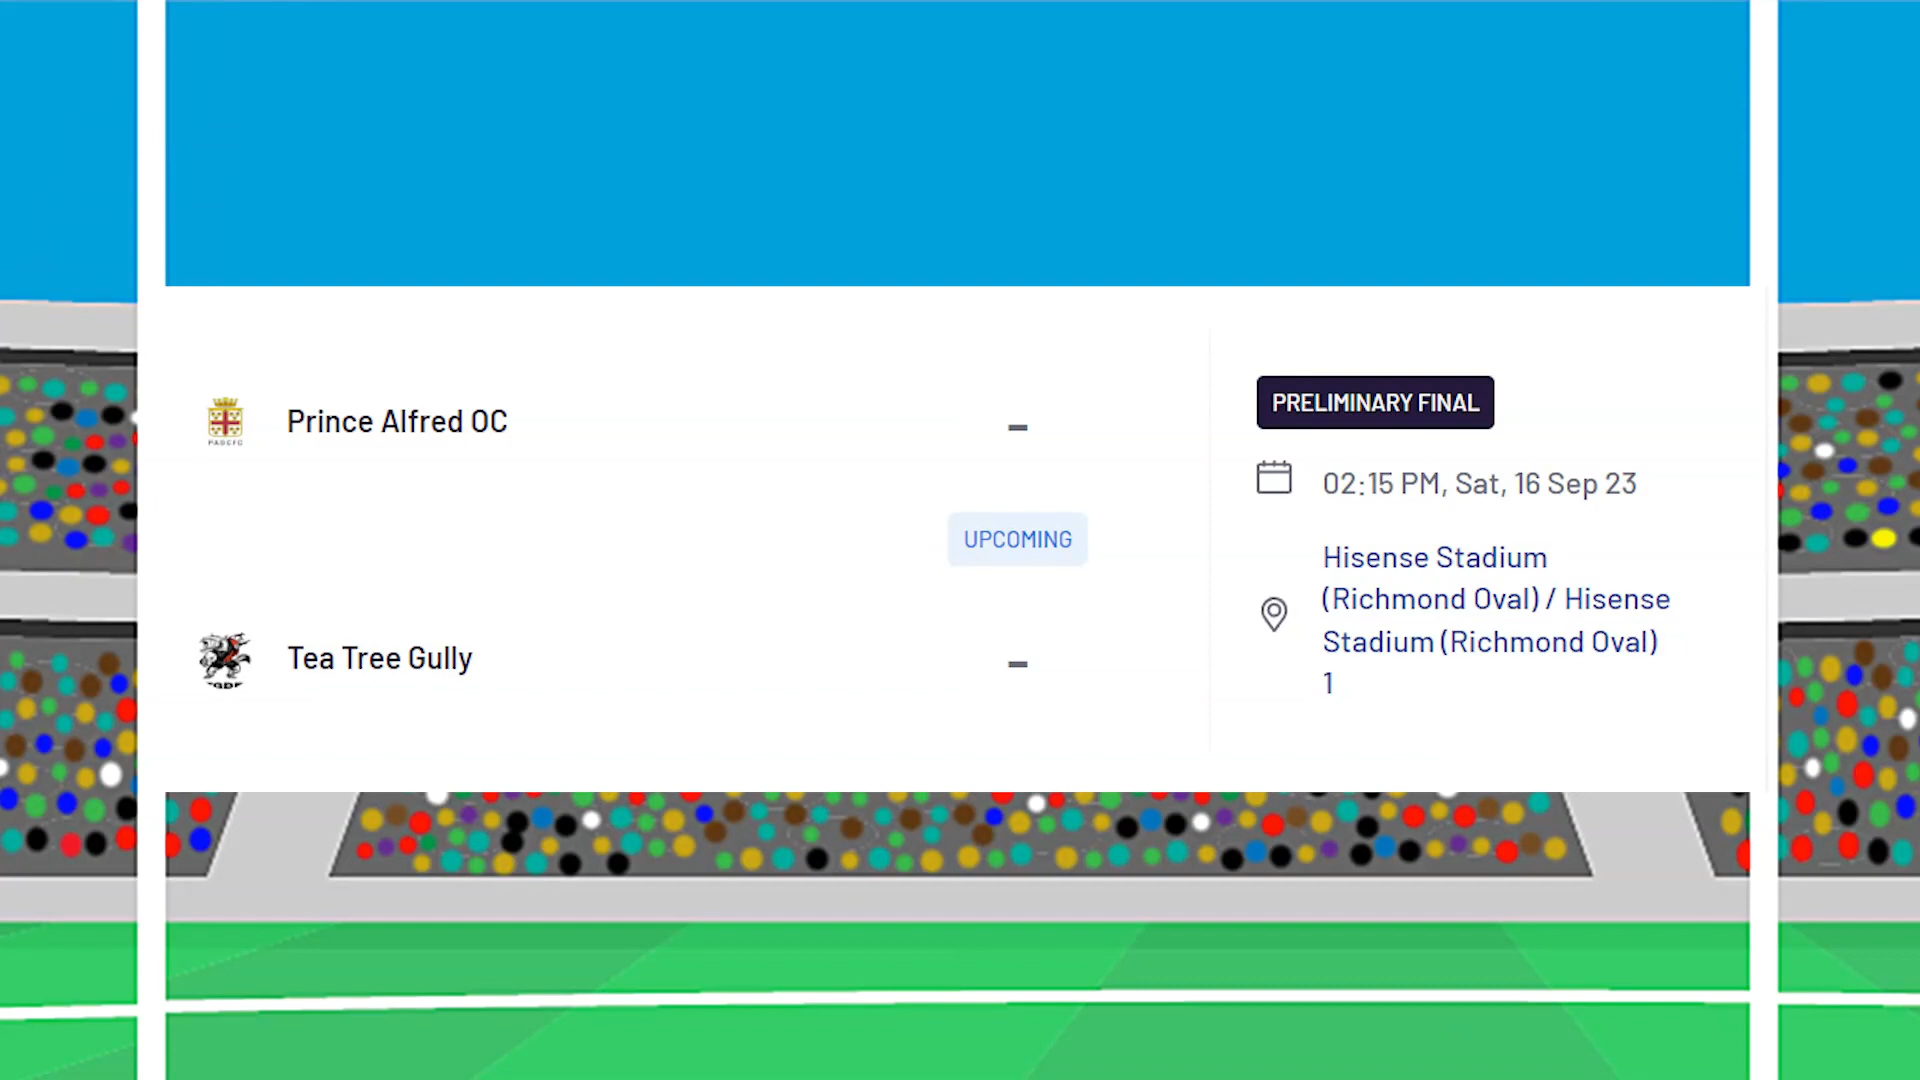 Prince Alfred OC
–
PRELIMINARY FINAL
02:15 PM, Sat, 16 Sep 23
UPCOMING
Hisense Stadium
(Richmond Oval) / Hisense
Stadium (Richmond Oval)
1
Tea Tree Gully
–